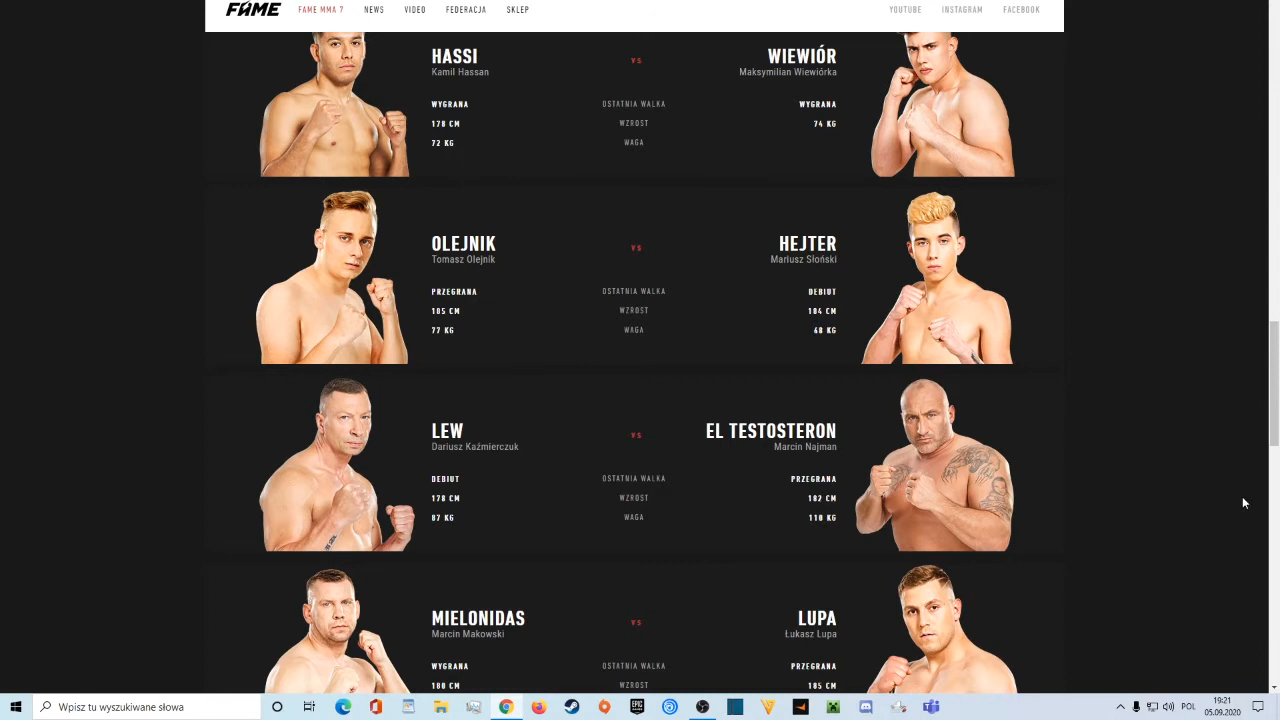 FAME
FAME MMA 7 NEWS VIDEO FEDERACJA SKLEP YOUTUBE INSTAGRAM FACEBOOK
HASSI VS WIEWIÓR
Kamil Hassan Maksymilian Wiewiórka
WYGRANA OSTATNIA WALKA WYGRANA
178 CM WZROST 74 KG
72 KG WAGA
OLEJNIK VS HEJTER
Tomasz Olejnik Mariusz Słoński
PRZEGRANA OSTATNIA WALKA DEBIUT
185 CM WZROST 184 CM
77 KG WAGA 68 KG
LEW VS EL TESTOSTERON
Dariusz Kaźmierczuk Marcin Najman
DEBIUT OSTATNIA WALKA PRZEGRANA
178 CM WZROST 182 CM
87 KG WAGA 110 KG
MIELONIDAS VS LUPA
Marcin Makowski Łukasz Lupa
WYGRANA OSTATNIA WALKA PRZEGRANA
180 CM WZROST 185 CM
Wpisz tu wyszukiwane słowa POL 19:21
05.09.2020